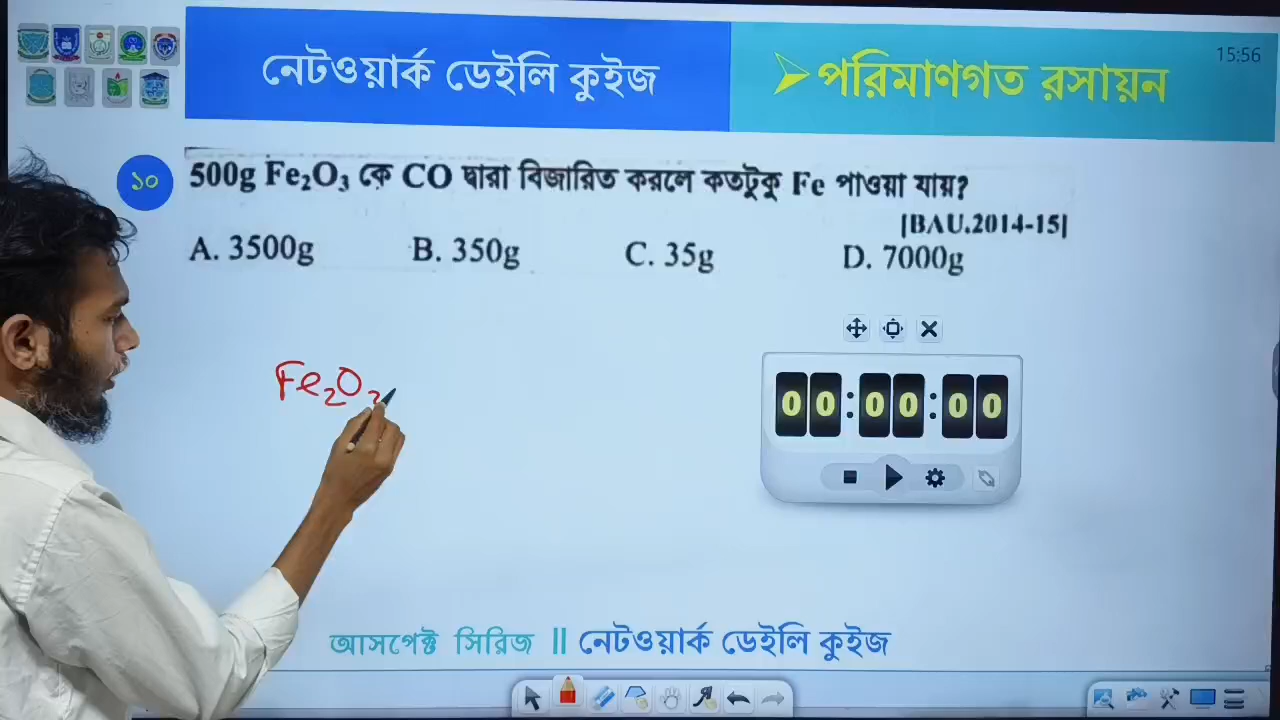 নেটওয়ার্ক ডেইলি কুইজ
পরিমাণগত রসায়ন
15:56
১০
500g Fe₂O₃ কে CO দ্বারা বিজারিত করলে কতটুকু Fe পাওয়া যায়?
[BAU.2014-15]
A. 3500g B. 350g C. 35g D. 7000g
Fe₂O
00:00:00
আসপেক্ট সিরিজ || নেটওয়ার্ক ডেইলি কুইজ